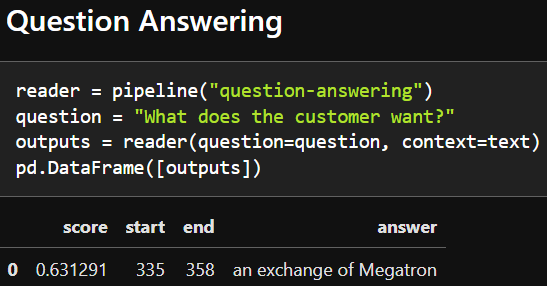 Question Answering
reader = pipeline("question-answering")
question = "What does the customer want?"
outputs = reader(question=question, context=text)
pd.DataFrame([outputs])
score start end answer
0 0.631291 335 358 an exchange of Megatron